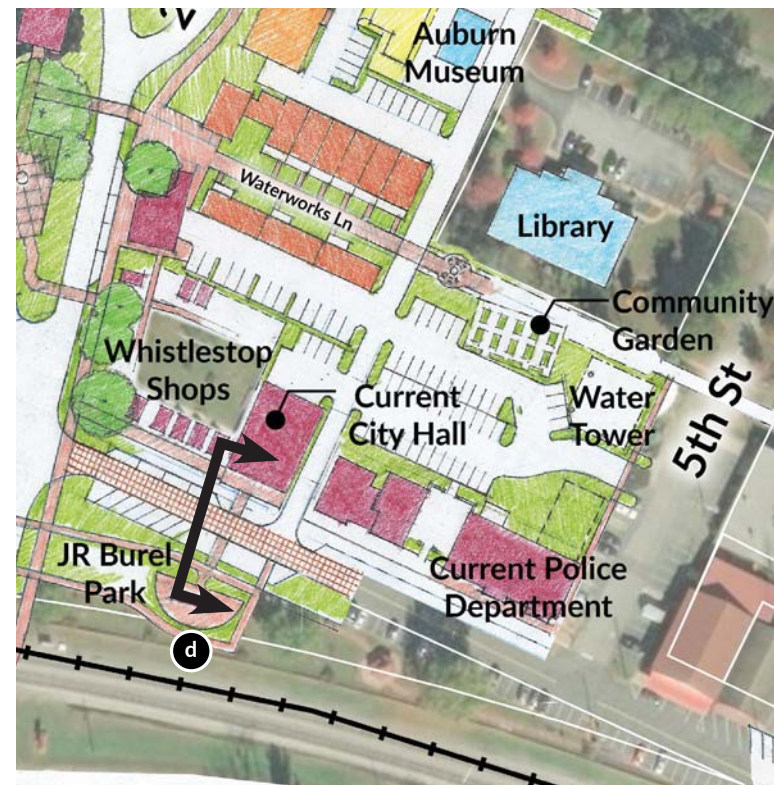 Auburn
Museum
Waterworks Ln
Library
Community
Garden
Whistlestop
Shops
Current
City Hall
Water
Tower
5th St
JR Burel
Park
Current Police
Department
d